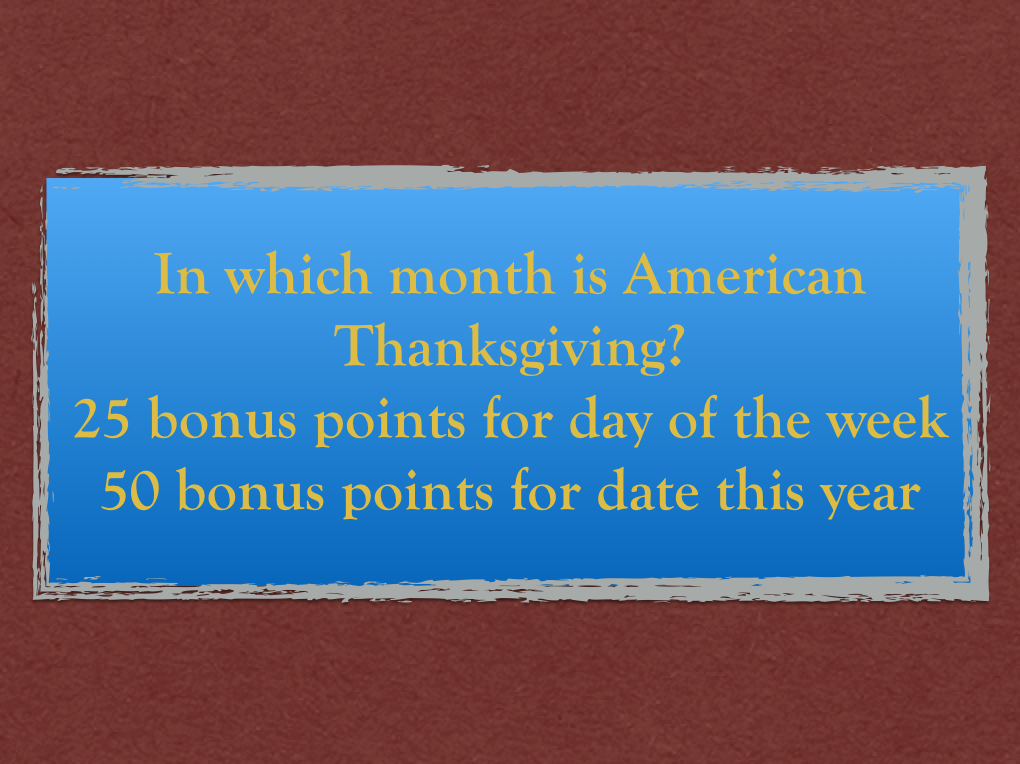 In which month is American
Thanksgiving?
25 bonus points for day of the week
50 bonus points for date this year